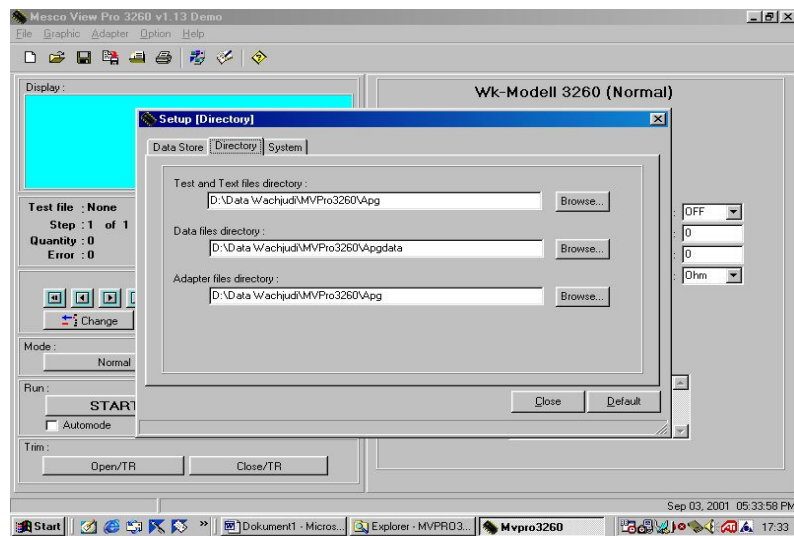 Mesco View Pro 3260 v1.13 Demo
File Graphic Adapter Option Help
Display :
Wk-Modell 3260 (Normal)
Setup [Directory]
Data Store Directory System
Test and Text files directory :
D:\Data Wachjudi\MVPro3260\Apg Browse...
Data files directory :
D:\Data Wachjudi\MVPro3260\Apgdata Browse...
Adapter files directory :
D:\Data Wachjudi\MVPro3260\Apg Browse...
Close Default
Test file : None
Step : 1 of 1
Quantity : 0
Error : 0
: OFF
: 0
: 0
: Ohm
Change
Mode :
Normal
Run :
START
Automode
Trim :
Open/TR Close/TR
Sep 03, 2001 05:33:58 PM
Start » Dokument1 - Micros... Explorer - MVPRO3... Mvpro3260 17:33